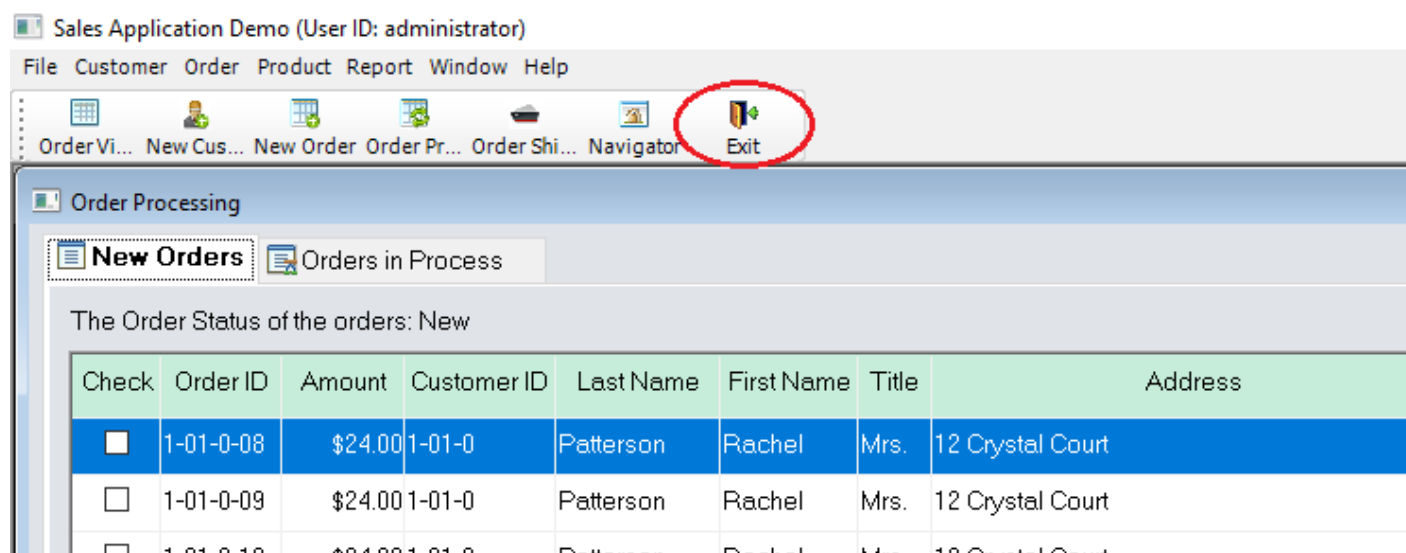 Sales Application Demo (User ID: administrator)
File Customer Order Product Report Window Help
Order Vi... New Cus... New Order Order Pr... Order Shi... Navigator Exit
Order Processing
New Orders Orders in Process
The Order Status of the orders: New
Check Order ID Amount Customer ID Last Name First Name Title Address
1-01-0-08 $24.00 1-01-0 Patterson Rachel Mrs. 12 Crystal Court
1-01-0-09 $24.00 1-01-0 Patterson Rachel Mrs. 12 Crystal Court